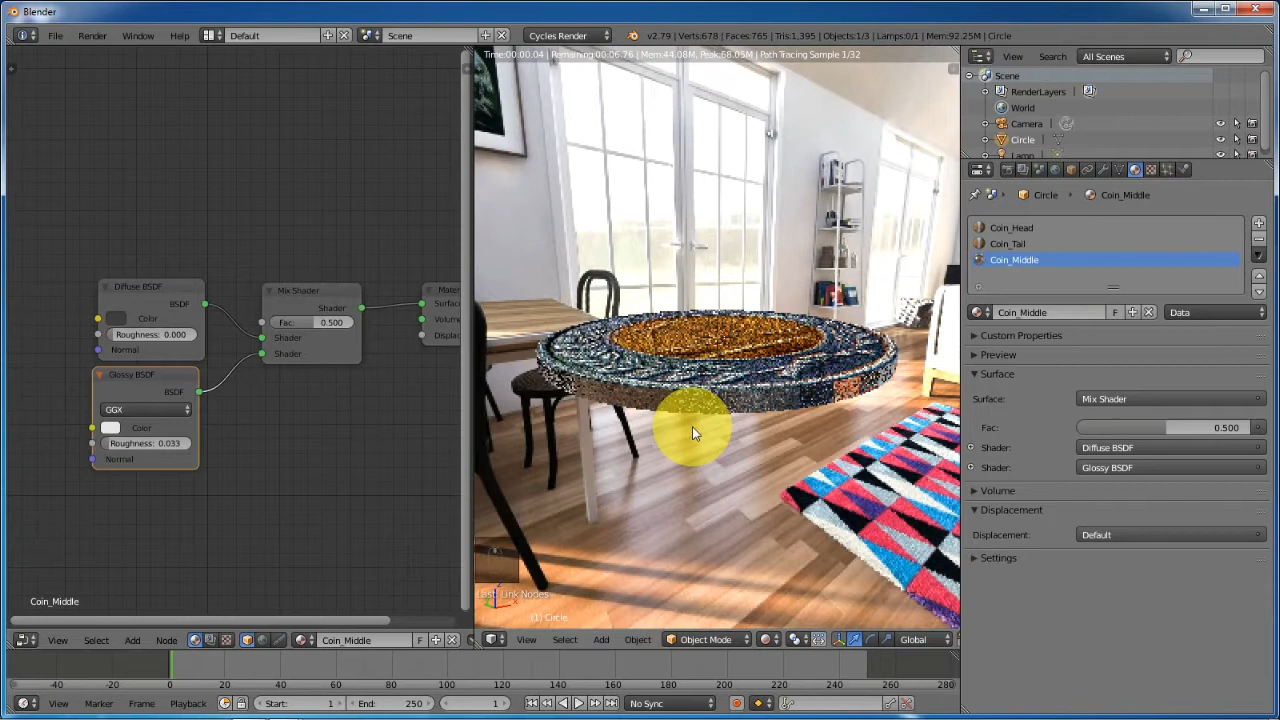 Blender
File Render Window Help Default Scene Cycles Render v2.79 | Verts:678 | Faces:765 | Tris:1,395 | Objects:1/3 | Lamps:0/1 | Mem:92.25M | Circle
Time:00:00.04 | Remaining:00:06.76 | Mem:44.08M, Peak:68.05M | Path Tracing Sample 1/32
View Search All Scenes
Scene
RenderLayers
World
Camera
Circle
Lamp
Circle Coin_Middle
Coin_Head
Coin_Tail
Coin_Middle
Coin_Middle F Data
Custom Properties
Preview
Surface
Surface: Mix Shader
Fac: 0.500
Shader: Diffuse BSDF
Shader: Glossy BSDF
Volume
Displacement
Displacement: Default
Settings
Diffuse BSDF
BSDF
Color
Roughness: 0.000
Normal
Glossy BSDF
BSDF
GGX
Color
Roughness: 0.033
Normal
Mix Shader
Shader
Fac: 0.500
Shader
Shader
Mater
Surfac
Volum
Displac
Coin_Middle
Last: Link Nodes
(1) Circle
View Select Add Node Coin_Middle F
View Select Add Object Object Mode Global
-40 -20 0 20 40 60 80 100 120 140 160 180 200 220 240 260 280
View Marker Frame Playback Start: 1 End: 250 1 No Sync